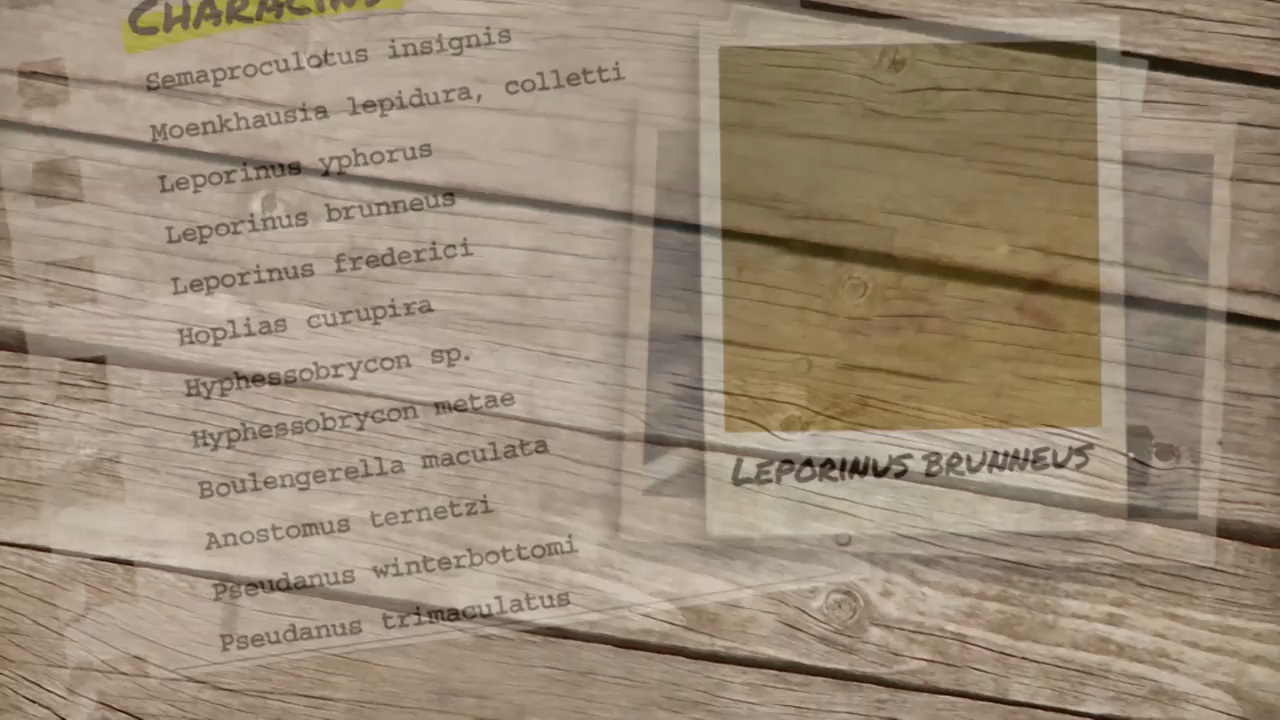 CHARACINS
Semaproculotus insignis
Moenkhausia lepidura, colletti
Leporinus yphorus
Leporinus brunneus
Leporinus frederici
Hoplias curupira
Hyphessobrycon sp.
Hyphessobrycon metae
Boulengerella maculata
Anostomus ternetzi
Pseudanus winterbottomi
Pseudanus trimaculatus
LEPORINUS BRUNNEUS